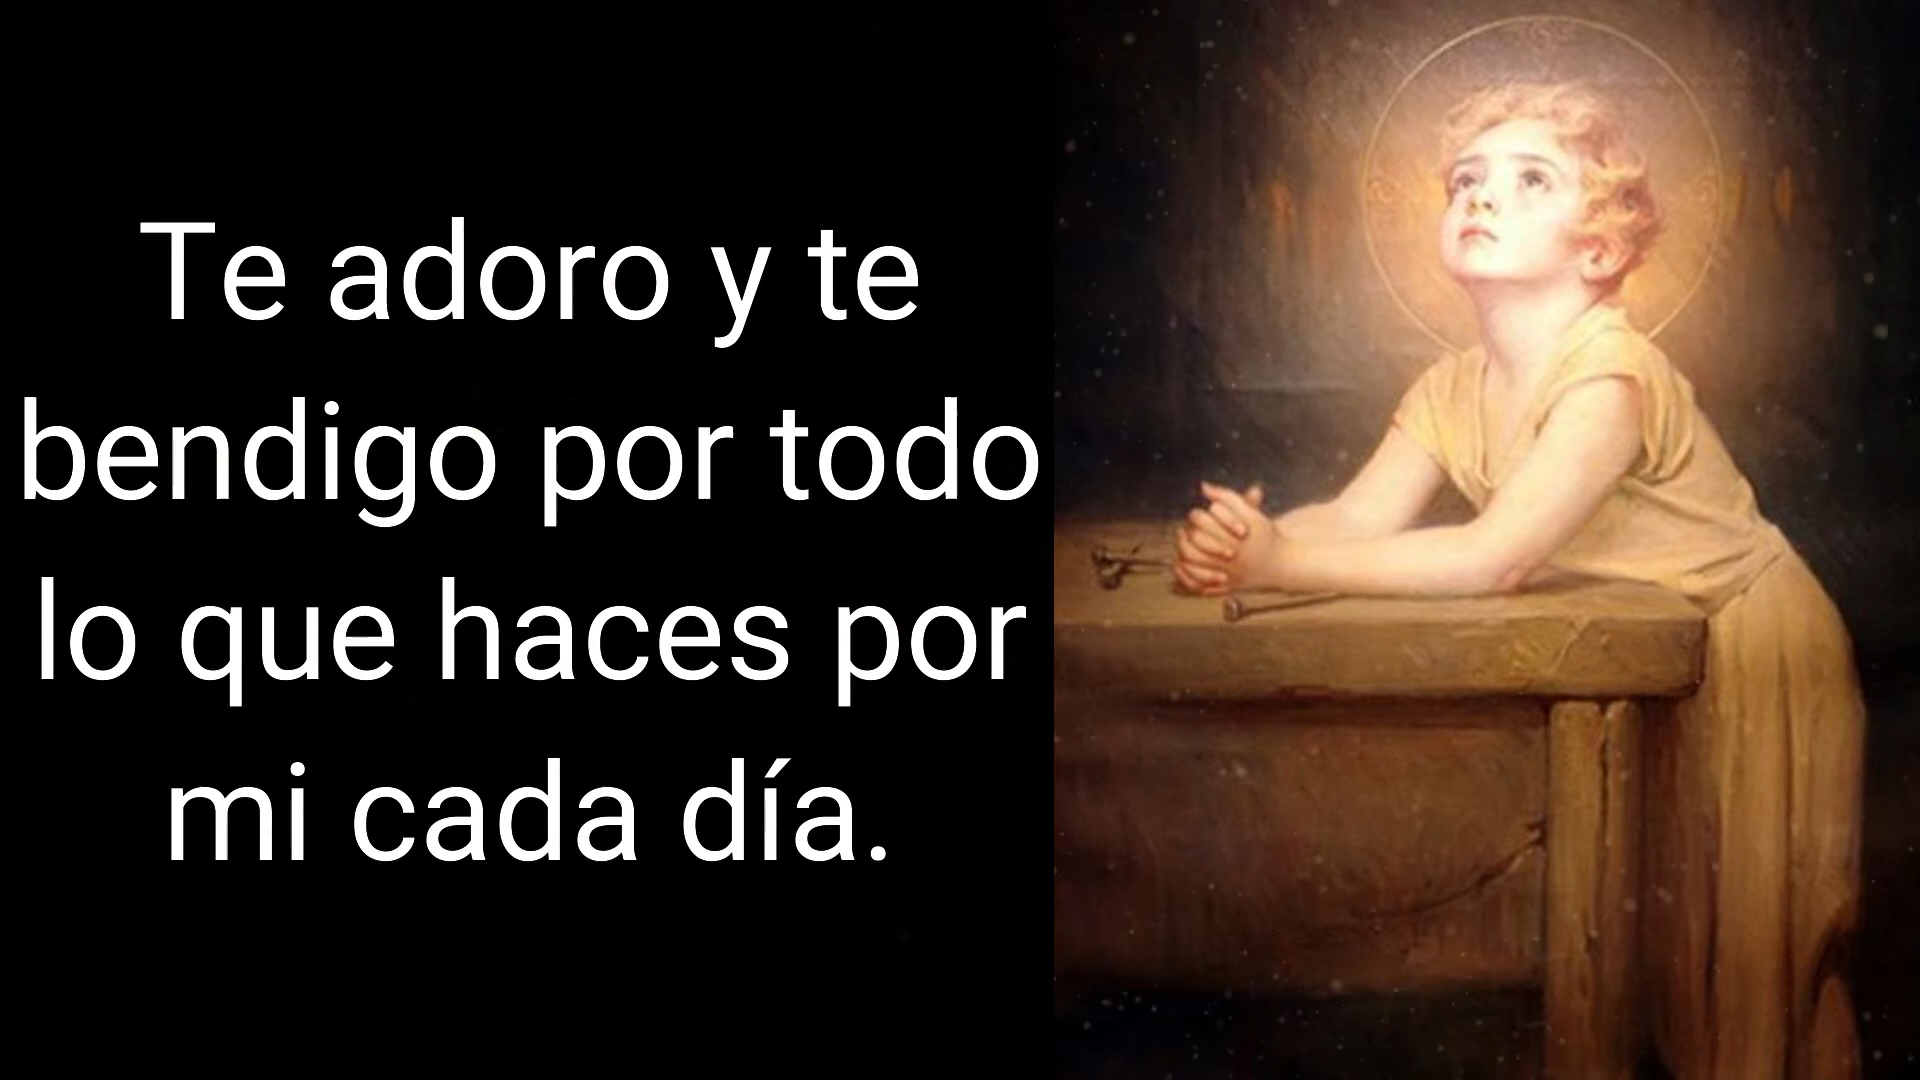 Te adoro y te
bendigo por todo
lo que haces por
mi cada día.